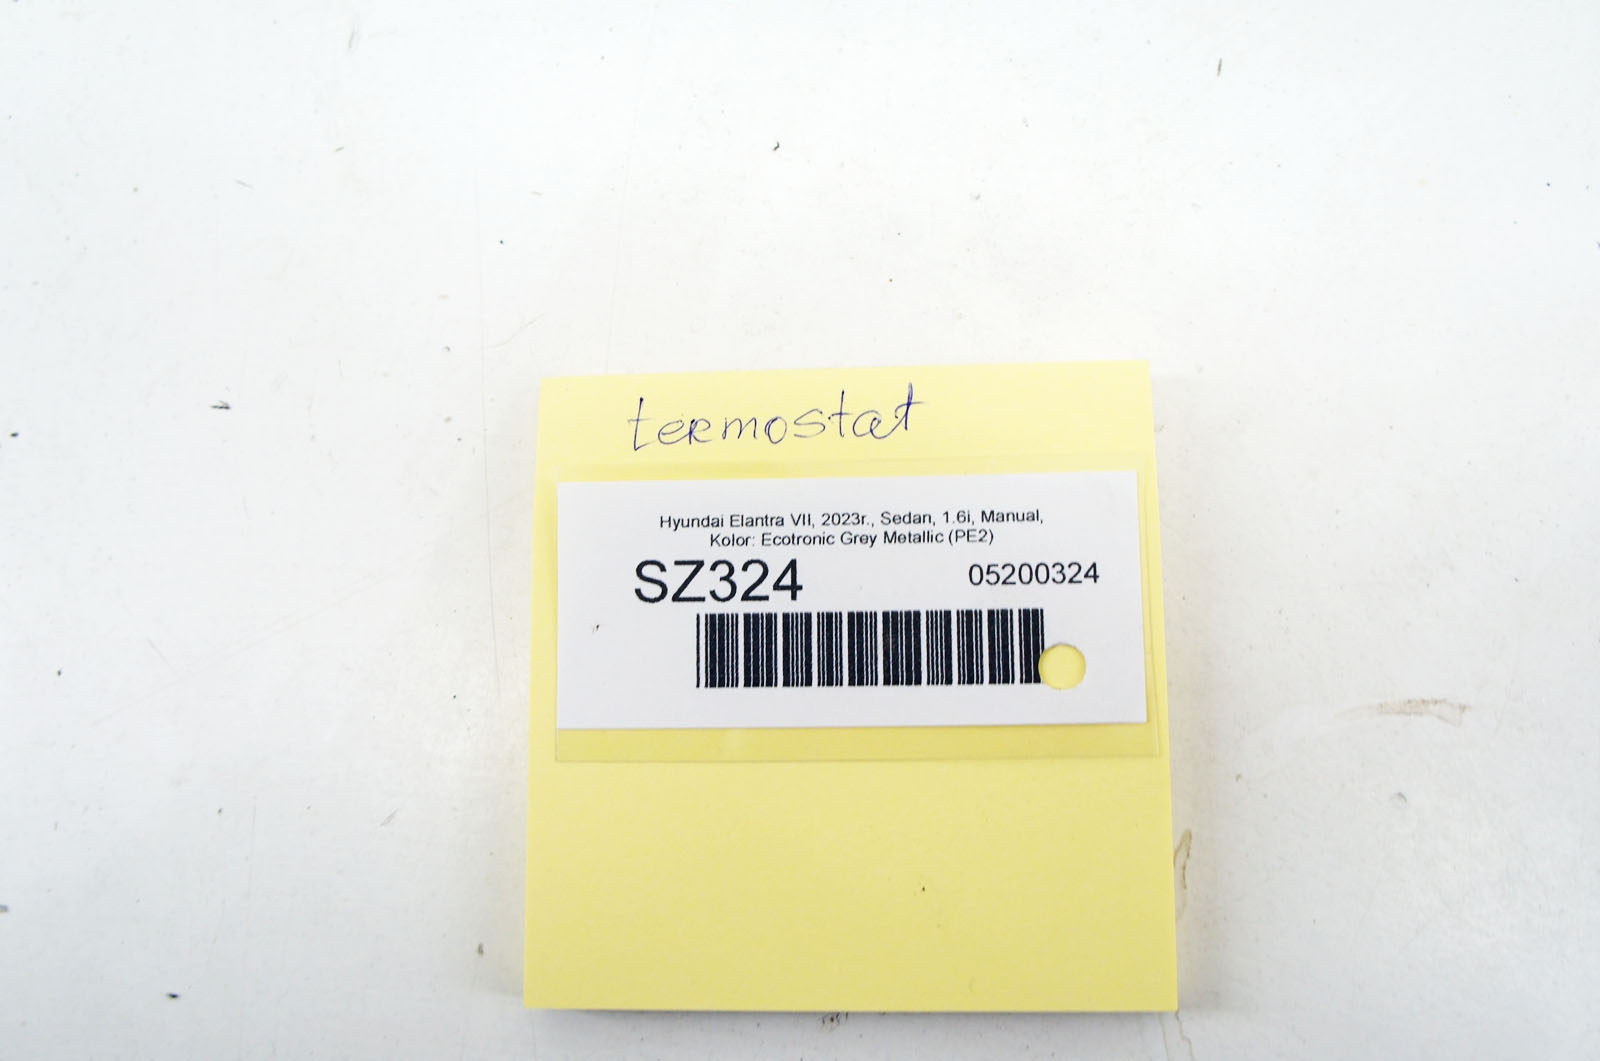 termostat
Hyundai Elantra VII, 2023r., Sedan, 1.6i, Manual,
Kolor: Ecotronic Grey Metallic (PE2)
SZ324 05200324